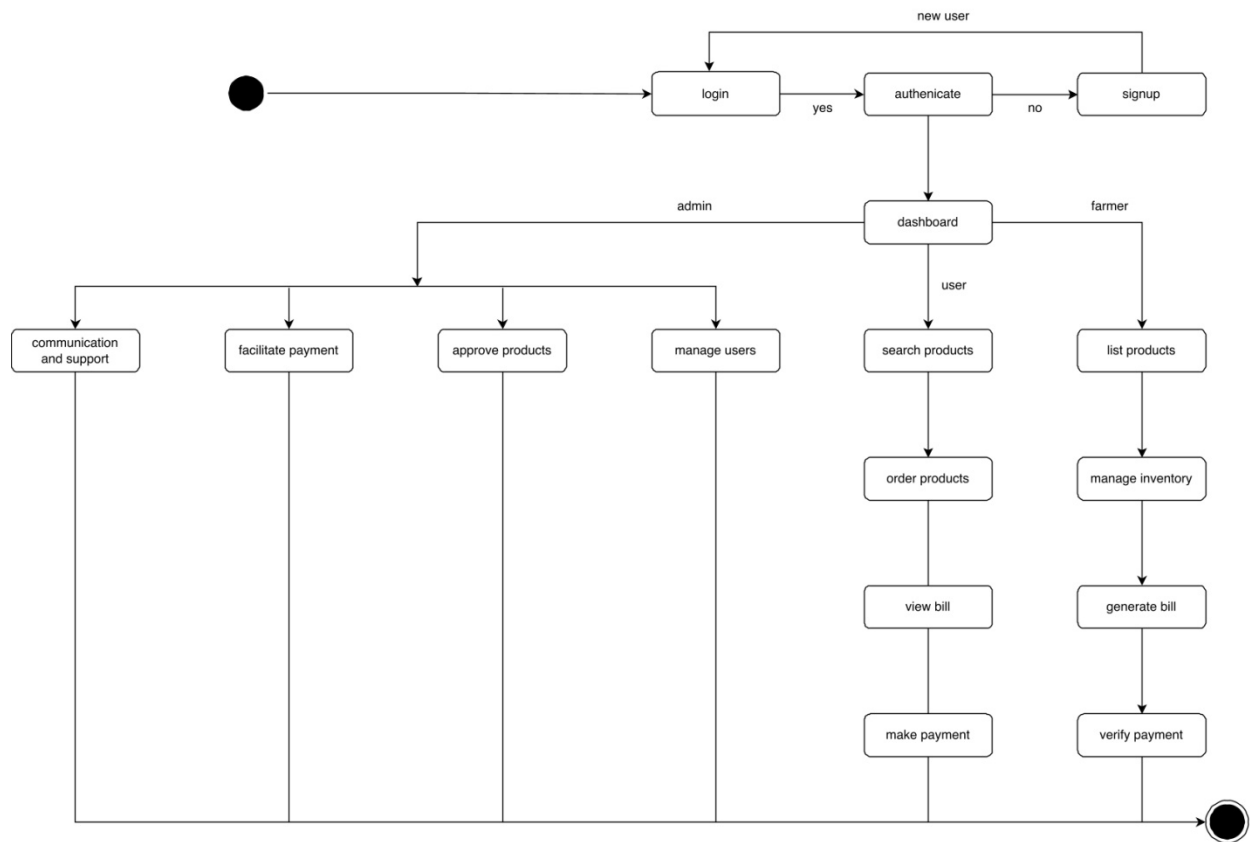 new user
login
yes
authenicate
no
signup
admin
dashboard
farmer
user
communication
and support
facilitate payment
approve products
manage users
search products
list products
order products
manage inventory
view bill
generate bill
make payment
verify payment